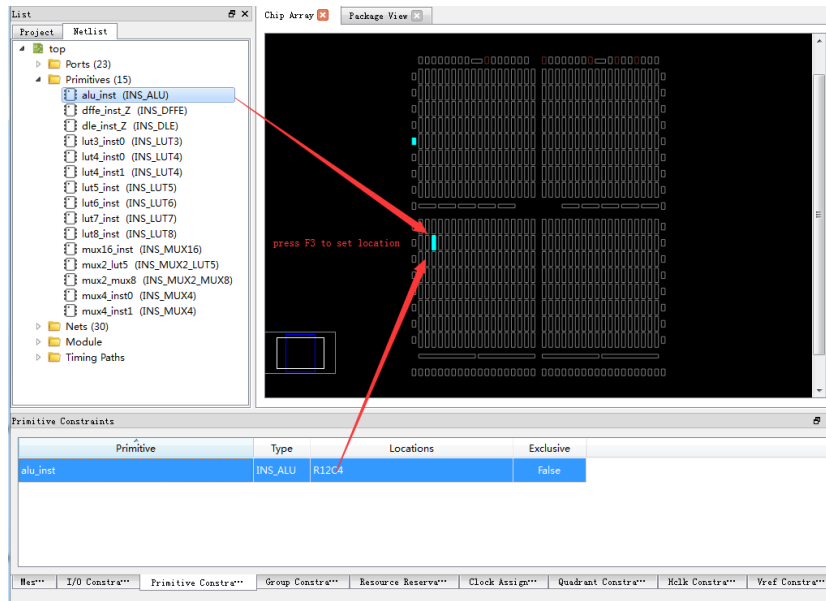 List
Chip Array
Package View
Project
Netlist
top
Ports (23)
Primitives (15)
alu_inst (INS_ALU)
dffe_inst_Z (INS_DFFE)
dle_inst_Z (INS_DLE)
lut3_inst0 (INS_LUT3)
lut4_inst0 (INS_LUT4)
lut4_inst1 (INS_LUT4)
lut5_inst (INS_LUT5)
lut6_inst (INS_LUT6)
lut7_inst (INS_LUT7)
lut8_inst (INS_LUT8)
mux16_inst (INS_MUX16)
mux2_lut5 (INS_MUX2_LUT5)
mux2_mux8 (INS_MUX2_MUX8)
mux4_inst0 (INS_MUX4)
mux4_inst1 (INS_MUX4)
Nets (30)
Module
Timing Paths
press F3 to set location
Primitive Constraints
Primitive Type Locations Exclusive
alu_inst INS_ALU R12C4 False
Mes··· I/O Constra··· Primitive Constra··· Group Constra··· Resource Reserva··· Clock Assign··· Quadrant Constra··· Hclk Constra··· Vref Constra···